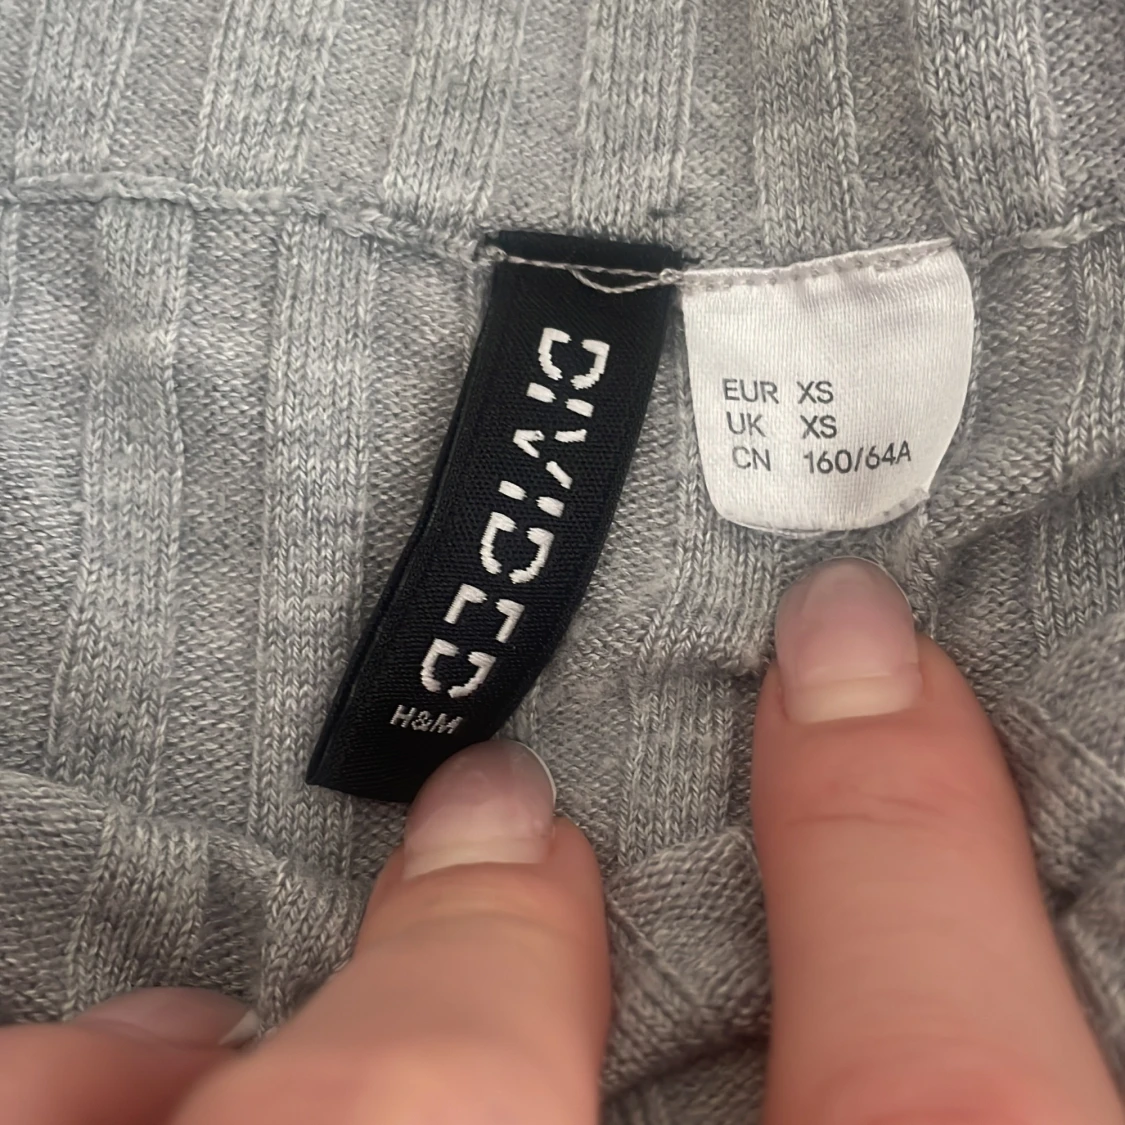 DIVIDED
H&M
EUR XS
UK XS
CN 160/64A